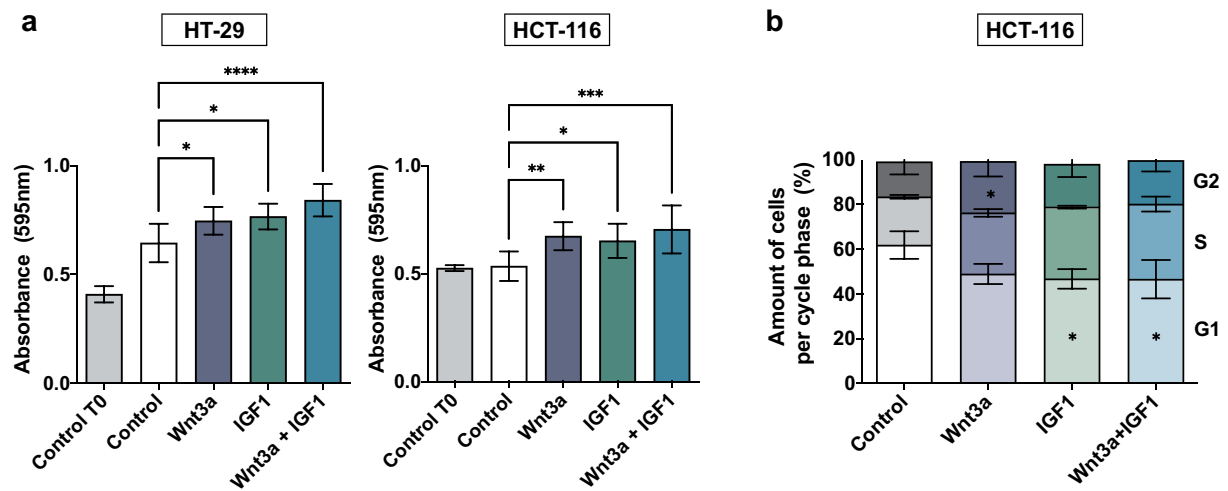 a
HT-29
HCT-116
b
HCT-116
****
*
*
***
*
**
Absorbance (595nm)
1.0
0.5
0.0
Control T0
Control
Wnt3a
IGF1
Wnt3a + IGF1
Absorbance (595nm)
1.0
0.5
0.0
Control T0
Control
Wnt3a
IGF1
Wnt3a + IGF1
Amount of cells
per cycle phase (%)
100
80
60
40
20
0
*
*
*
G2
S
G1
Control
Wnt3a
IGF1
Wnt3a+IGF1